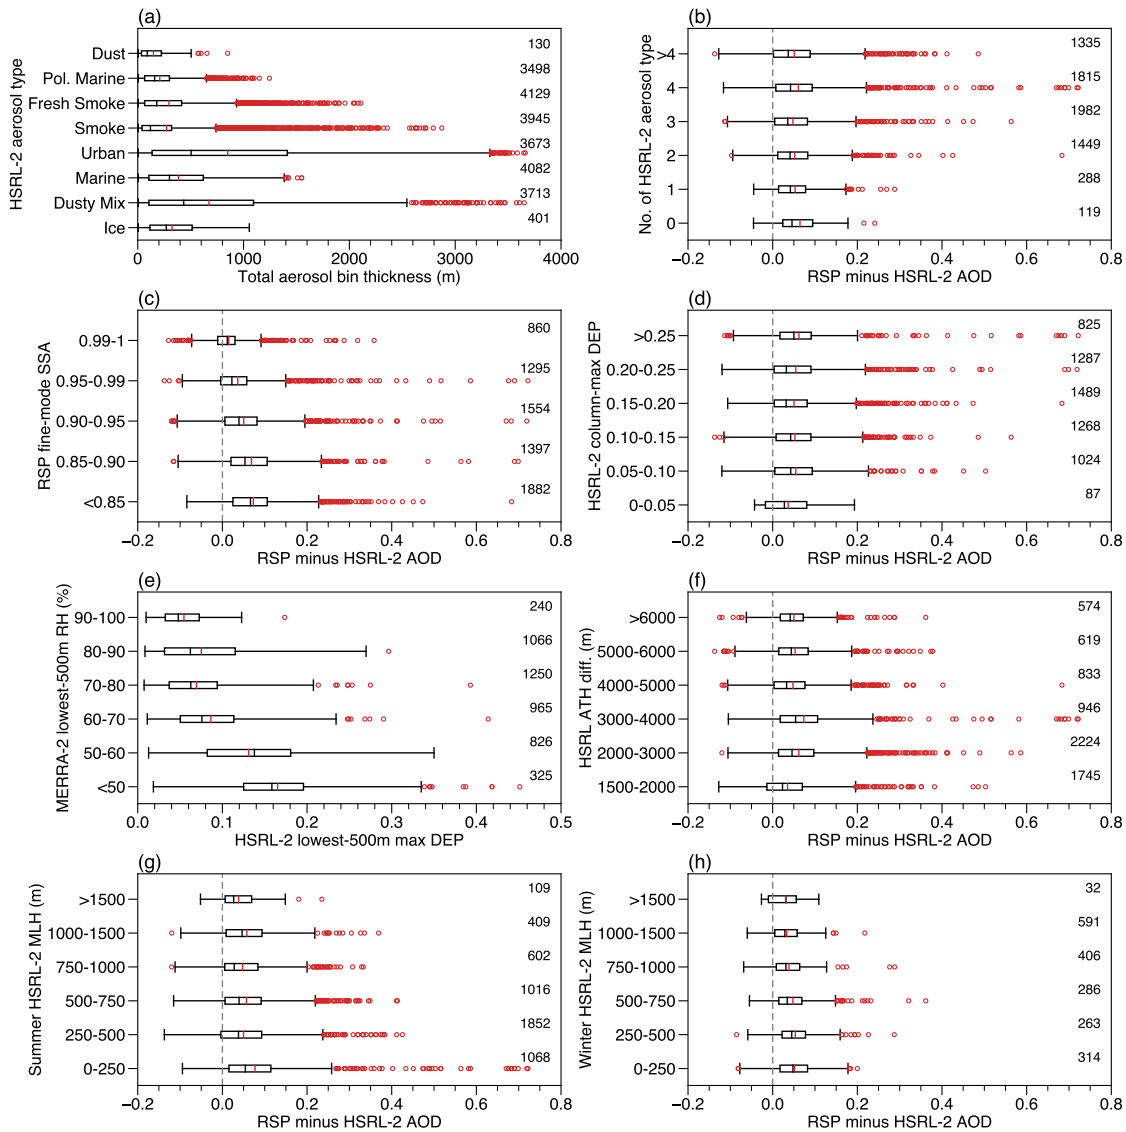 (a)
HSRL-2 aerosol type
Dust
130
Pol. Marine
3498
Fresh Smoke
4129
Smoke
3945
Urban
3673
Marine
4082
Dusty Mix
3713
Ice
401
0 1000 2000 3000 4000
Total aerosol bin thickness (m)
(b)
No. of HSRL-2 aerosol type
>4
1335
4
1815
3
1982
2
1449
1
288
0
119
−0.2 0.0 0.2 0.4 0.6 0.8
RSP minus HSRL-2 AOD
(c)
RSP fine-mode SSA
0.99-1
860
0.95-0.99
1295
0.90-0.95
1554
0.85-0.90
1397
<0.85
1882
−0.2 0.0 0.2 0.4 0.6 0.8
RSP minus HSRL-2 AOD
(d)
HSRL-2 column-max DEP
>0.25
825
0.20-0.25
1287
0.15-0.20
1489
0.10-0.15
1268
0.05-0.10
1024
0-0.05
87
−0.2 0.0 0.2 0.4 0.6 0.8
RSP minus HSRL-2 AOD
(e)
MERRA-2 lowest-500m RH (%)
90-100
240
80-90
1066
70-80
1250
60-70
965
50-60
826
<50
325
0.0 0.1 0.2 0.3 0.4 0.5
HSRL-2 lowest-500m max DEP
(f)
HSRL ATH diff. (m)
>6000
574
5000-6000
619
4000-5000
833
3000-4000
946
2000-3000
2224
1500-2000
1745
−0.2 0.0 0.2 0.4 0.6 0.8
RSP minus HSRL-2 AOD
(g)
Summer HSRL-2 MLH (m)
>1500
109
1000-1500
409
750-1000
602
500-750
1016
250-500
1852
0-250
1068
−0.2 0.0 0.2 0.4 0.6 0.8
RSP minus HSRL-2 AOD
(h)
Winter HSRL-2 MLH (m)
>1500
32
1000-1500
591
750-1000
406
500-750
286
250-500
263
0-250
314
−0.2 0.0 0.2 0.4 0.6 0.8
RSP minus HSRL-2 AOD